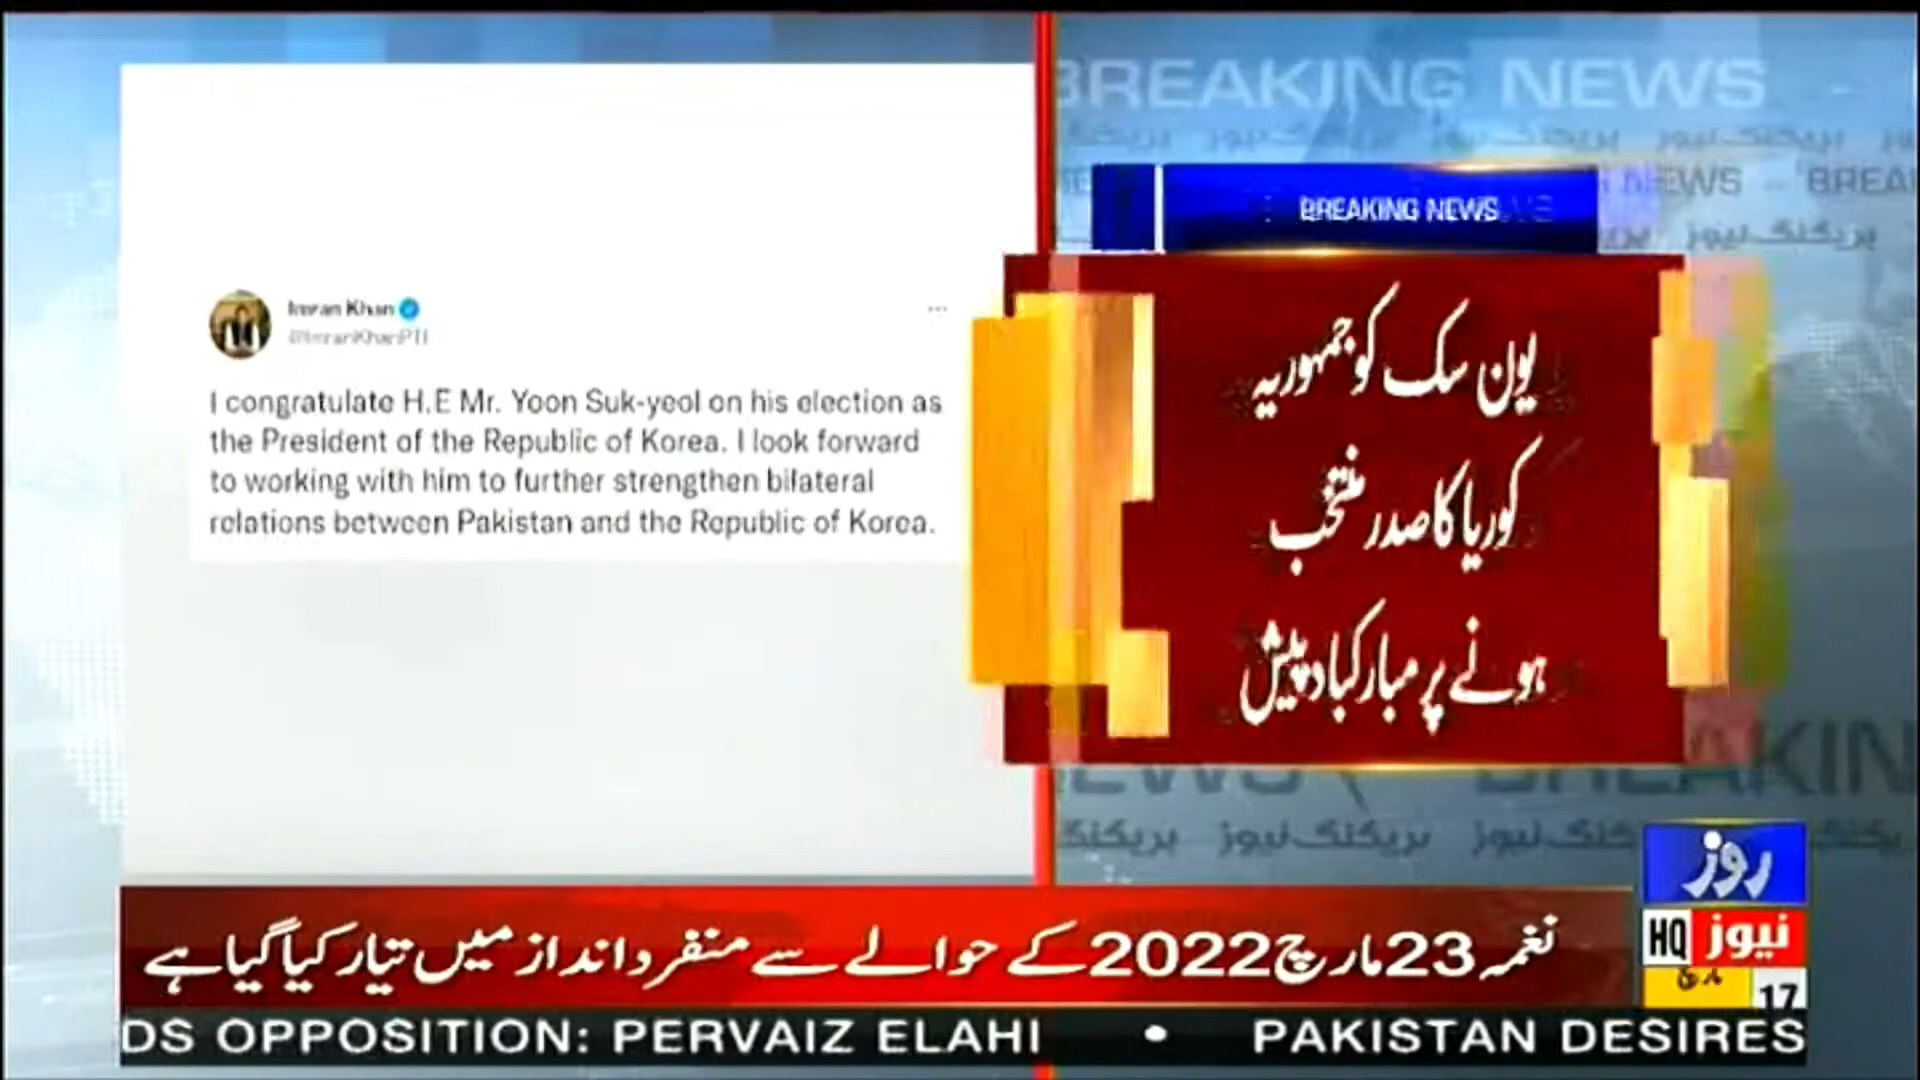 BREAKING NEWS
Imran Khan
@ImranKhanPTI
I congratulate H.E Mr. Yoon Suk-yeol on his election as
the President of the Republic of Korea. I look forward
to working with him to further strengthen bilateral
relations between Pakistan and the Republic of Korea.
BREAKING NEWS
یون سک کو جمہوریہ
کوریا کا صدر منتخب
ہونے پر مبارکباد پیش
روز
نیوز HQ
مارچ 17
نغمہ 23 مارچ 2022 کے حوالے سے منفرد انداز میں تیار کیا گیا ہے
DS OPPOSITION: PERVAIZ ELAHI • PAKISTAN DESIRES